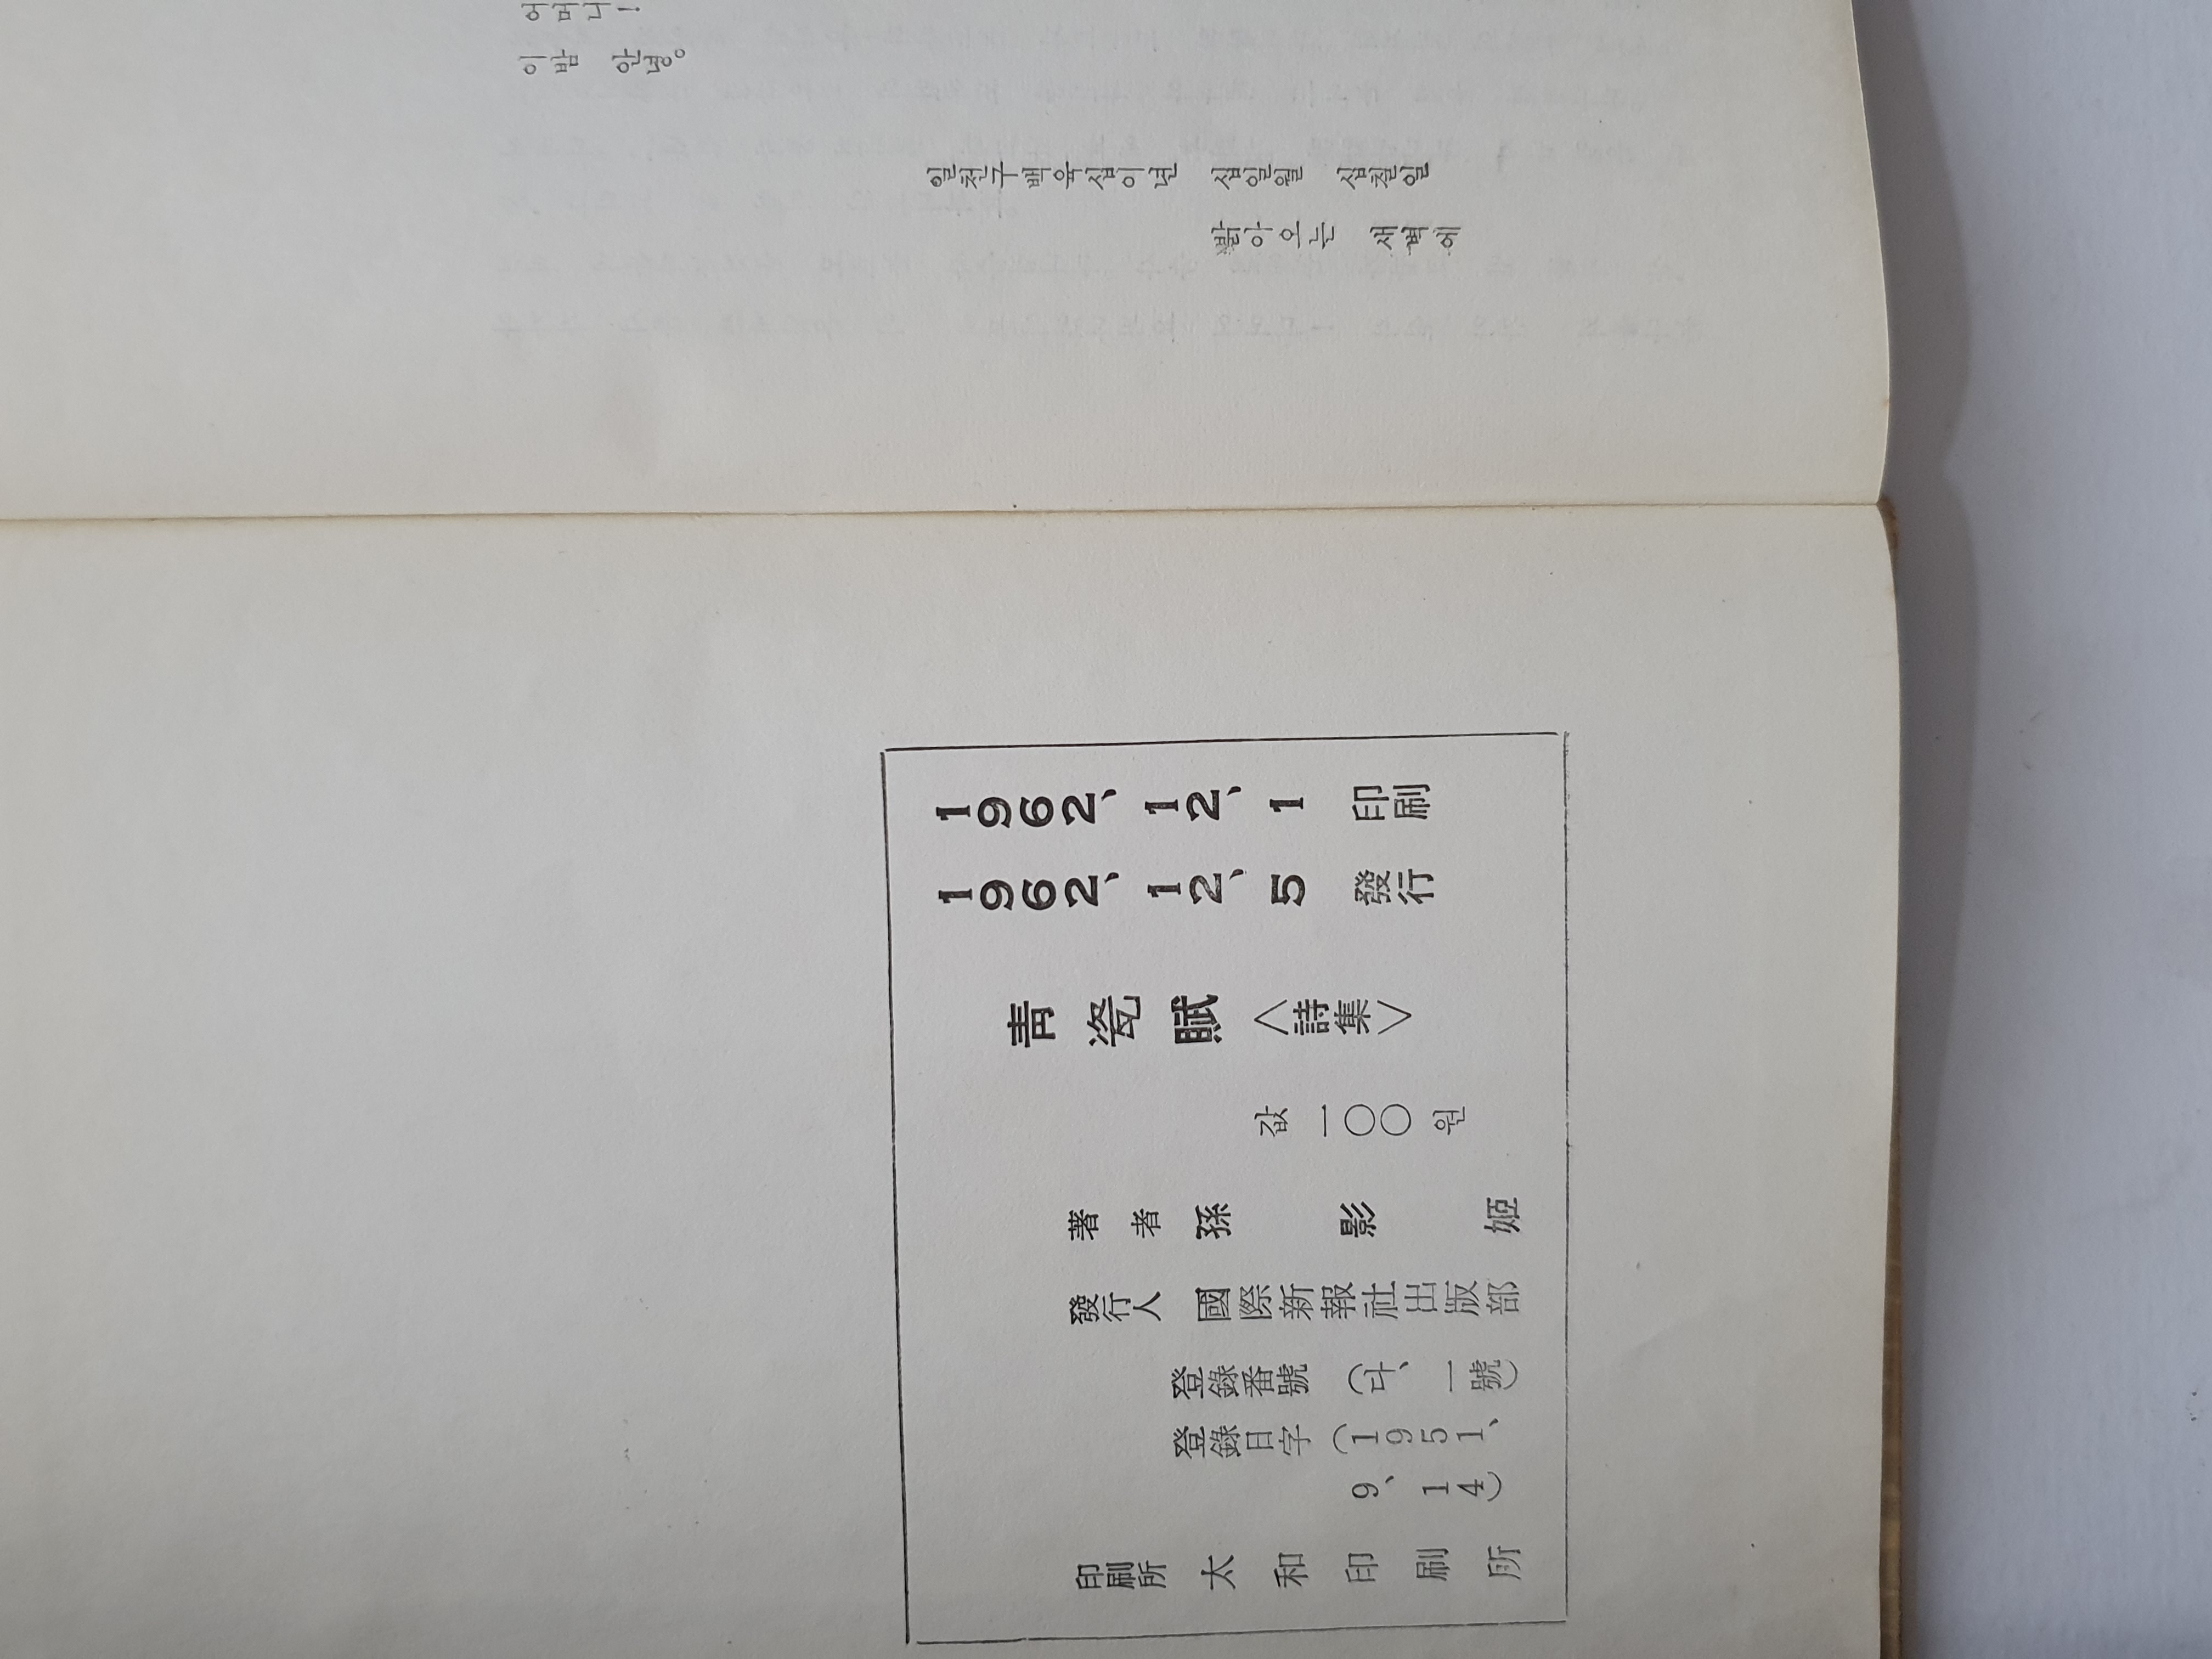 어머니!
이밤 안녕。
일천구백육십이년 십일월 십칠일
밝아오는 새벽에
1962、12、1 印刷
1962、12、5 發行
靑瓷賦 <詩集>
값 一〇〇원
著者 孫影姬
發行人 國際新報社出版部
登錄番號 (다、一號)
登錄日字 (1951、
9、14)
印刷所 太和印刷所